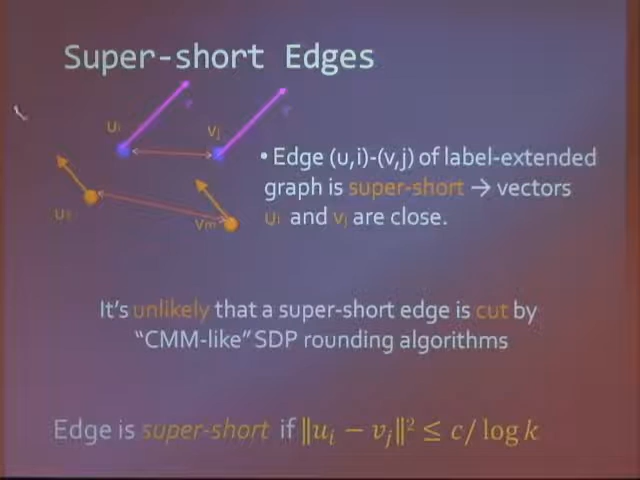 Super-short Edges
uᵢ
vⱼ
vₘ
• Edge (u,i)-(v,j) of label-extended
graph is super-short → vectors
uᵢ and vⱼ are close.
It's unlikely that a super-short edge is cut by
"CMM-like" SDP rounding algorithms
Edge is super-short if ‖uᵢ − vⱼ‖² ≤ c/ log k